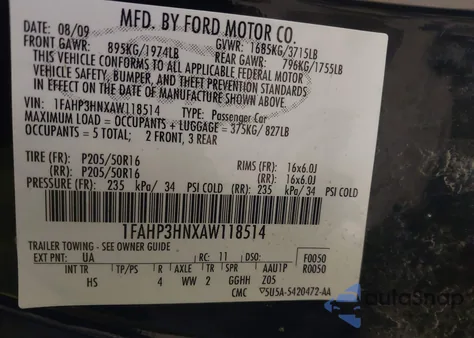 MFD. BY FORD MOTOR CO.
DATE: 08/09 GVWR: 1685KG/3715LB
FRONT GAWR: 895KG/1974LB REAR GAWR: 796KG/1755LB
THIS VEHICLE CONFORMS TO ALL APPLICABLE FEDERAL MOTOR
VEHICLE SAFETY, BUMPER, AND THEFT PREVENTION STANDARDS
IN EFFECT ON THE DATE OF MANUFACTURE SHOWN ABOVE.
VIN: 1FAHP3HNXAW118514 TYPE: Passenger Car
MAXIMUM LOAD = OCCUPANTS + LUGGAGE = 375KG/ 827LB
OCCUPANTS = 5 TOTAL; 2 FRONT, 3 REAR
TIRE (FR): P205/50R16 RIMS (FR): 16x6.0J
(RR): P205/50R16 (RR): 16x6.0J
PRESSURE (FR): 235 kPa/ 34 PSI COLD (RR): 235 kPa/ 34 PSI COLD
1FAHP3HNXAW118514
TRAILER TOWING - SEE OWNER GUIDE
EXT PNT: UA RC: 11 DSO: F0050
INT TR TP/PS R AXLE TR SPR AAU1P R0050
HS 4 WW 2 GGHH Z05
CMC 5U5A-5420472-AA
AutaSnap